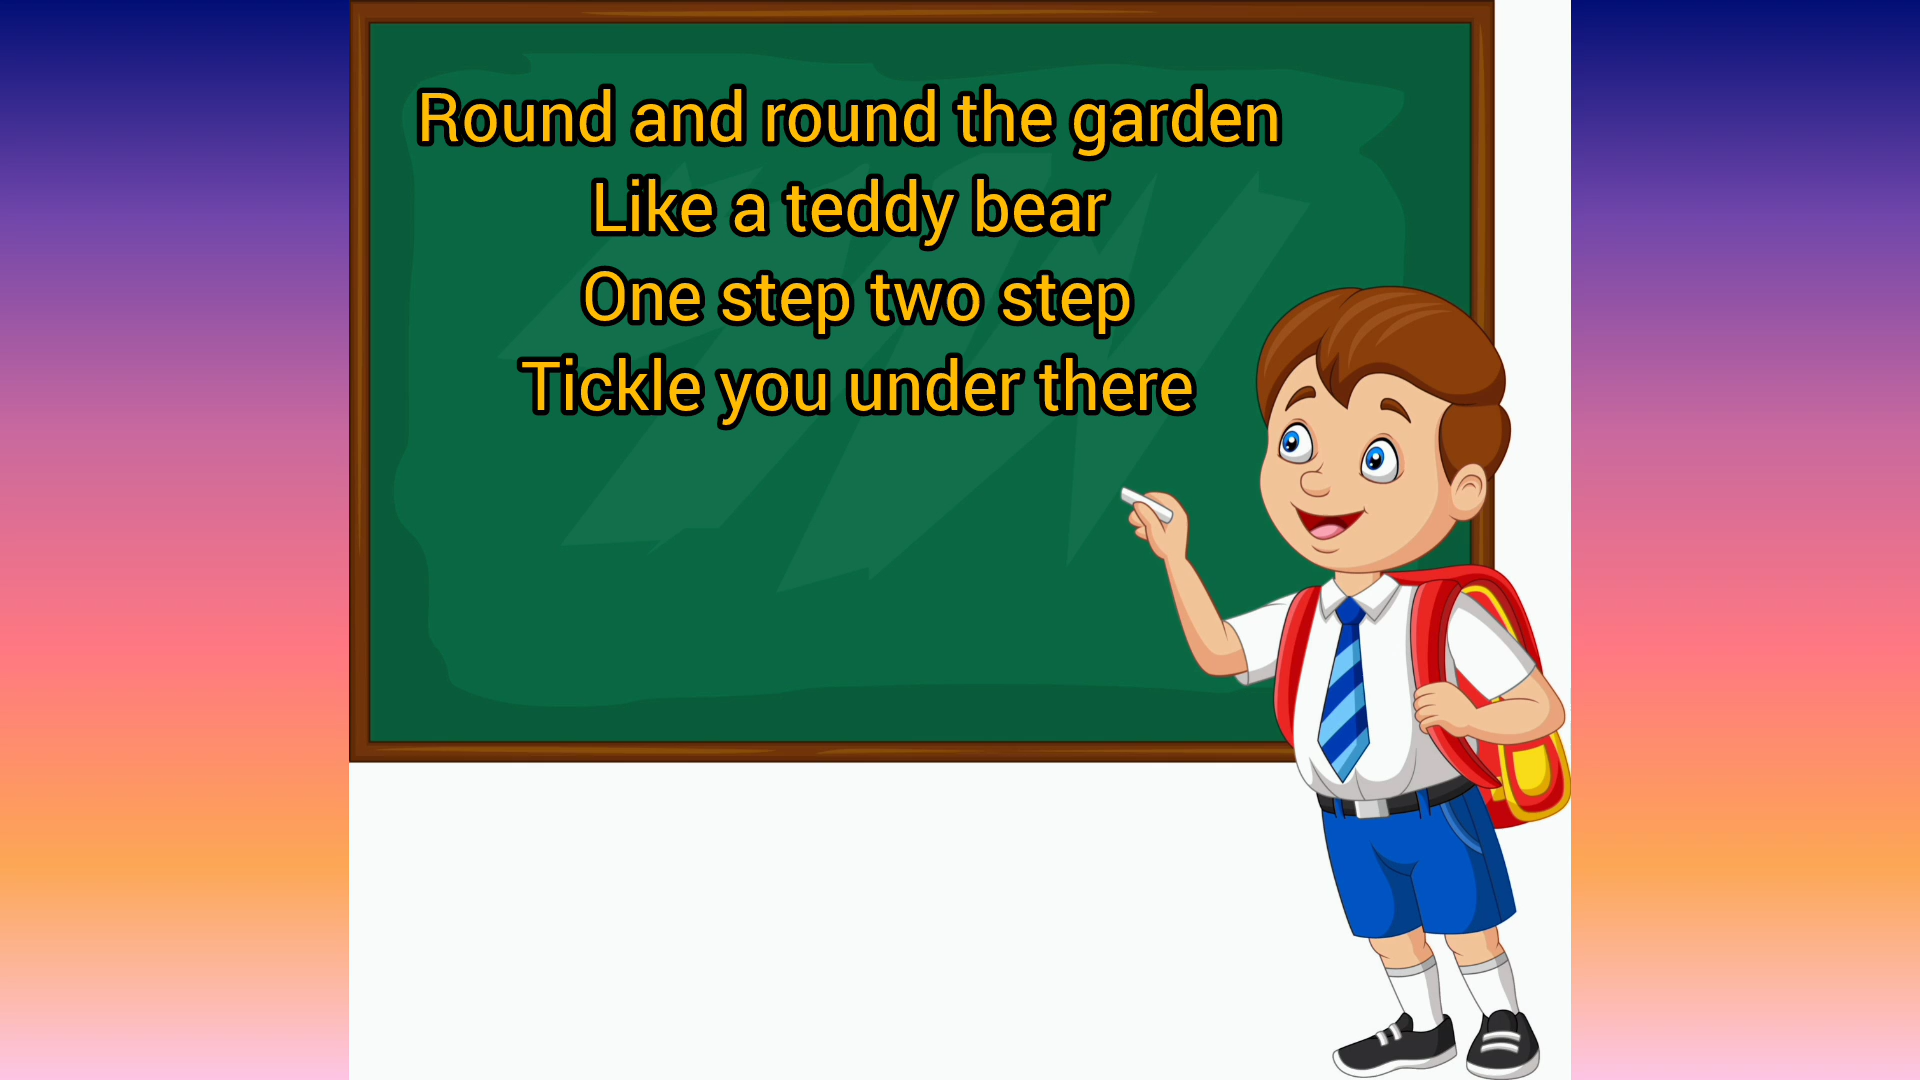 Round and round the garden
Like a teddy bear
One step two step
Tickle you under there